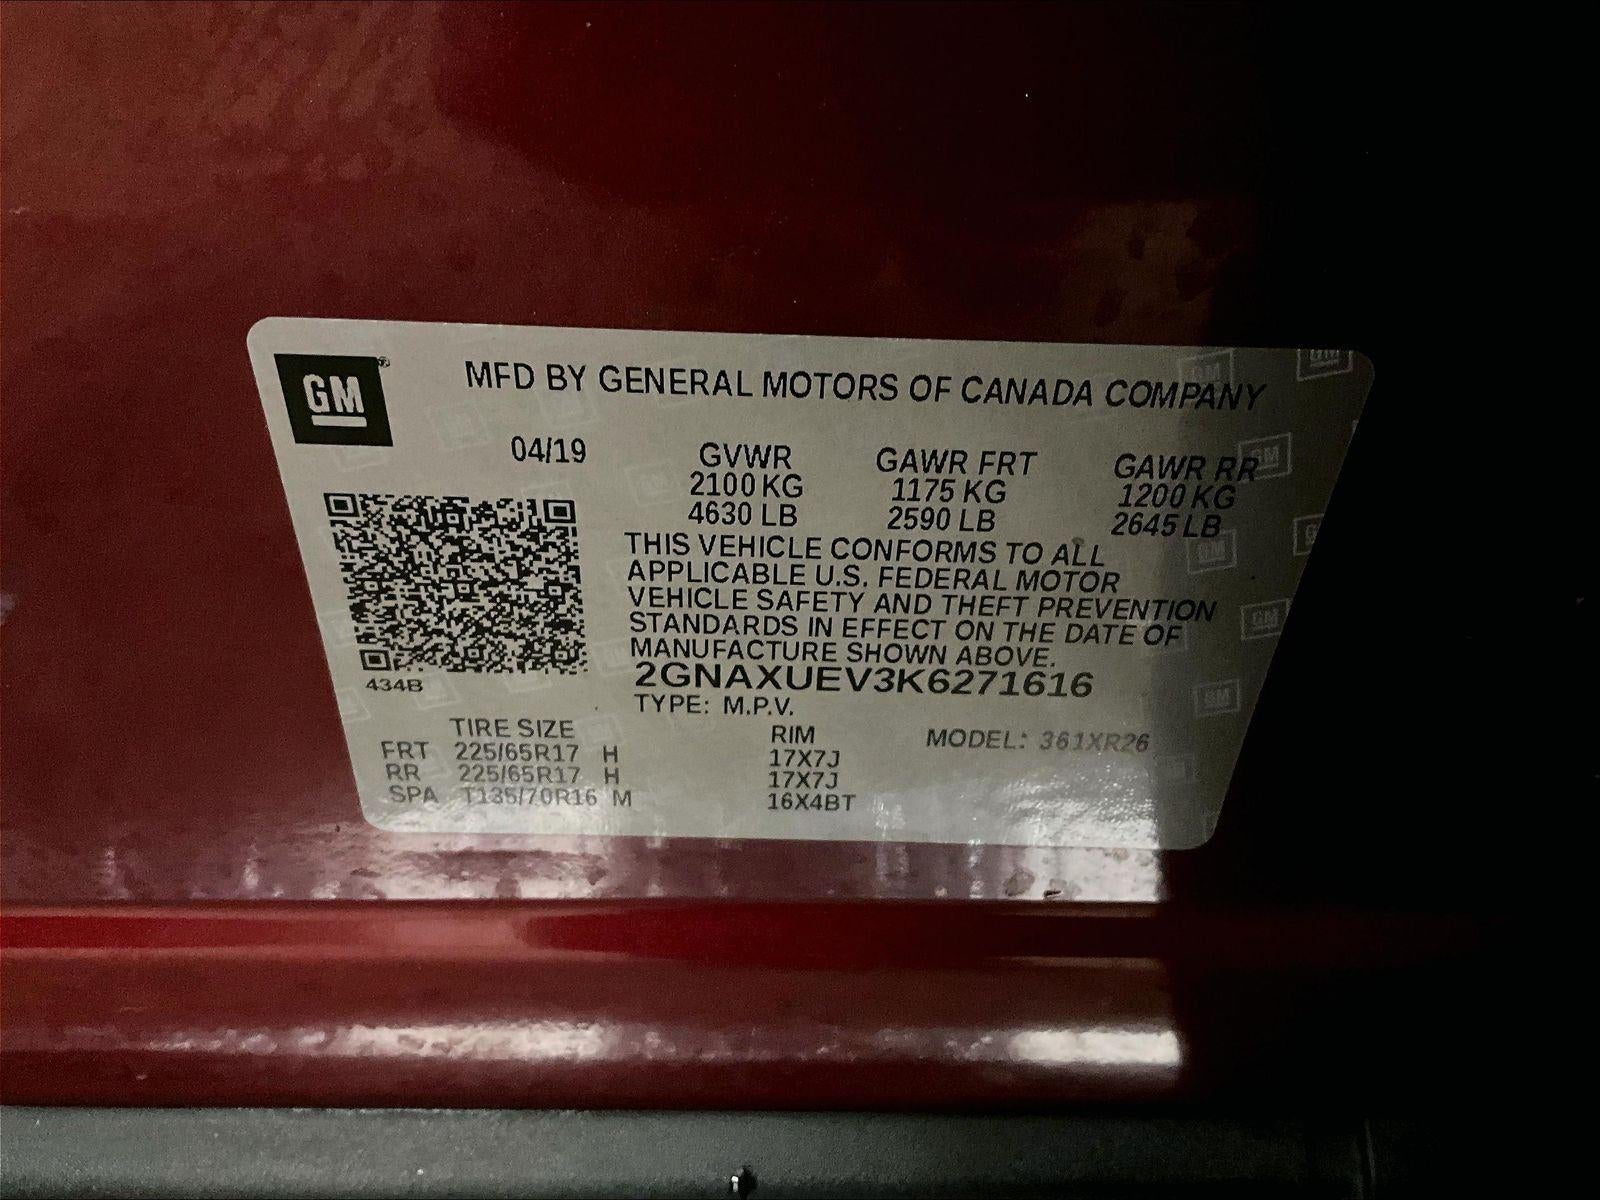 GM
MFD BY GENERAL MOTORS OF CANADA COMPANY
04/19
GVWR GAWR FRT GAWR RR
2100 KG 1175 KG 1200 KG
4630 LB 2590 LB 2645 LB
THIS VEHICLE CONFORMS TO ALL
APPLICABLE U.S. FEDERAL MOTOR
VEHICLE SAFETY AND THEFT PREVENTION
STANDARDS IN EFFECT ON THE DATE OF
MANUFACTURE SHOWN ABOVE.
434B
2GNAXUEV3K6271616
TYPE: M.P.V.
TIRE SIZE RIM MODEL: 361XR26
FRT 225/65R17 H 17X7J
RR 225/65R17 H 17X7J
SPA T135/70R16 M 16X4BT